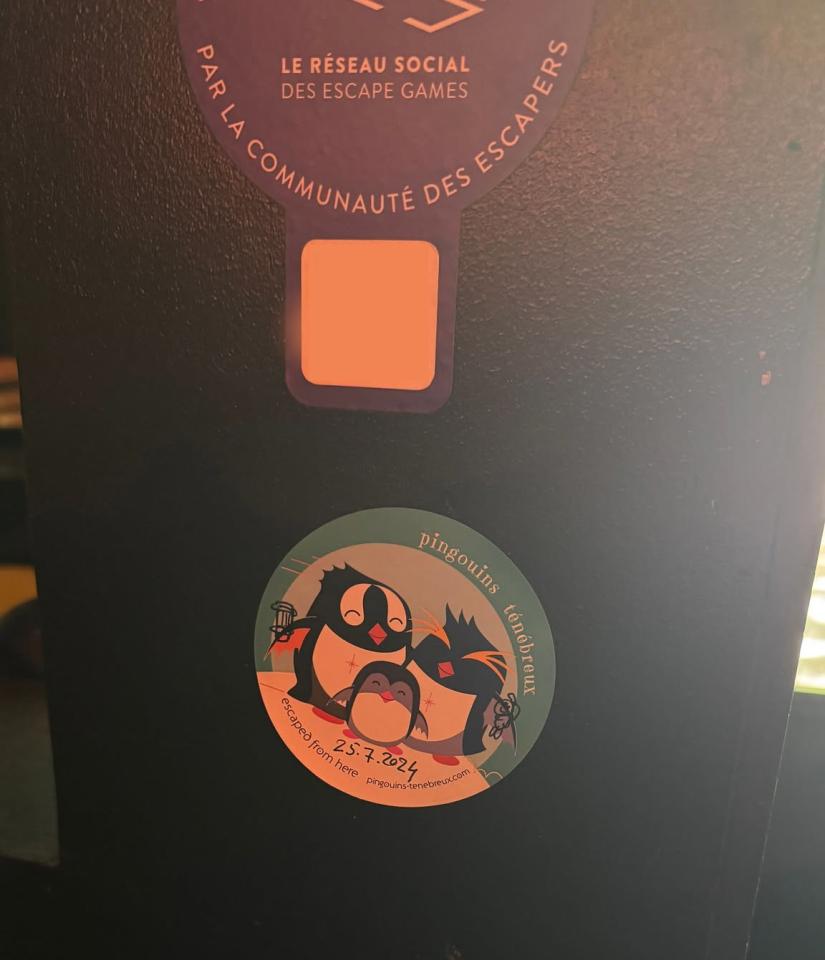 LE RÉSEAU SOCIAL
DES ESCAPE GAMES
PAR LA COMMUNAUTÉ DES ESCAPERS
pingouins ténébreux
escaped from here
25.7.2024
pingouins-tenebreux.com